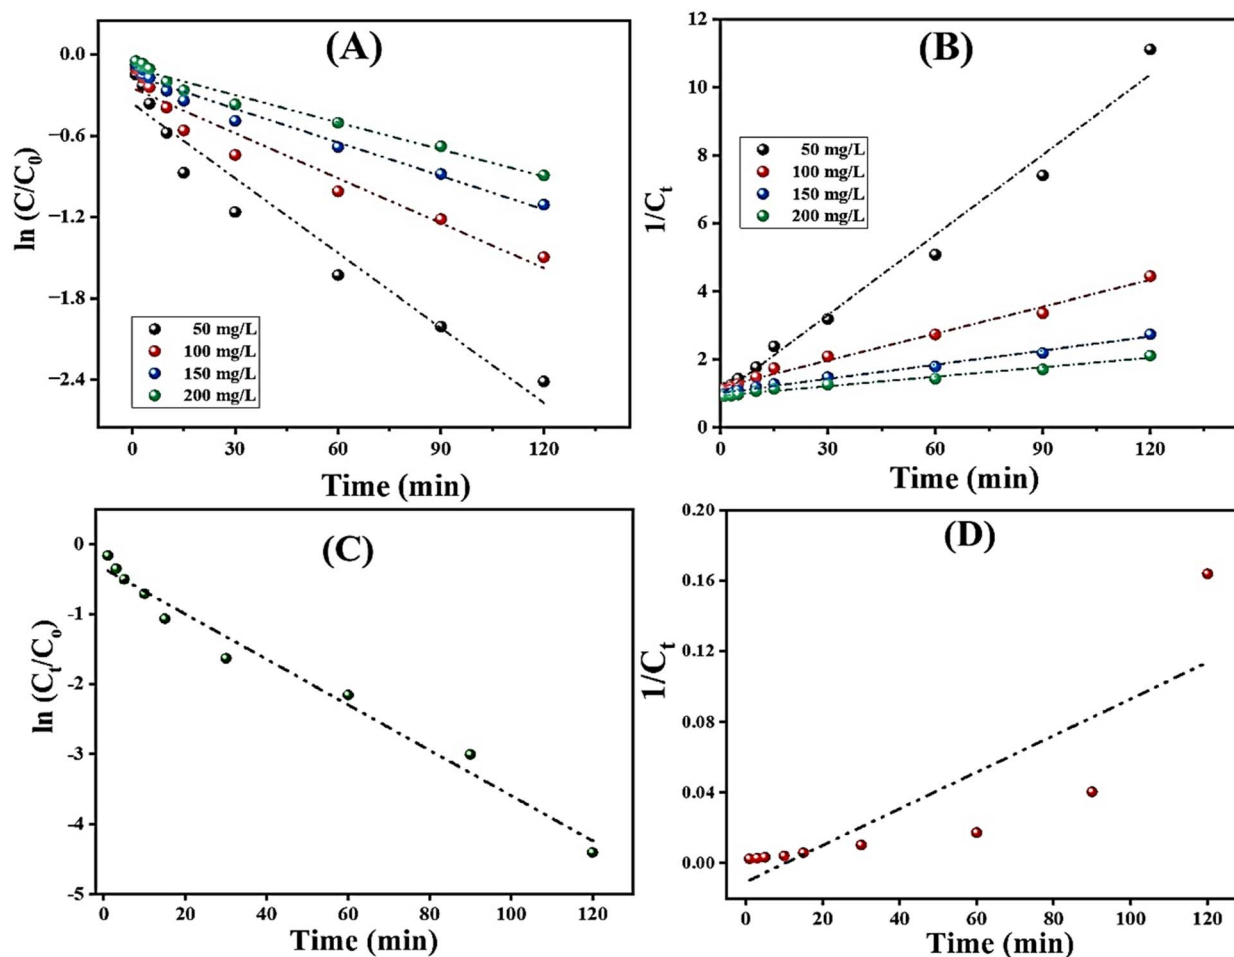 (A)
ln (C/C0)
0.0
−0.6
−1.2
−1.8
−2.4
50 mg/L
100 mg/L
150 mg/L
200 mg/L
0 30 60 90 120
Time (min)
(B)
1/Ct
12
10
8
6
4
2
0
50 mg/L
100 mg/L
150 mg/L
200 mg/L
0 30 60 90 120
Time (min)
(C)
ln (Ct/Co)
0
-1
-2
-3
-4
-5
0 20 40 60 80 100 120
Time (min)
(D)
1/Ct
0.20
0.16
0.12
0.08
0.04
0.00
0 20 40 60 80 100 120
Time (min)